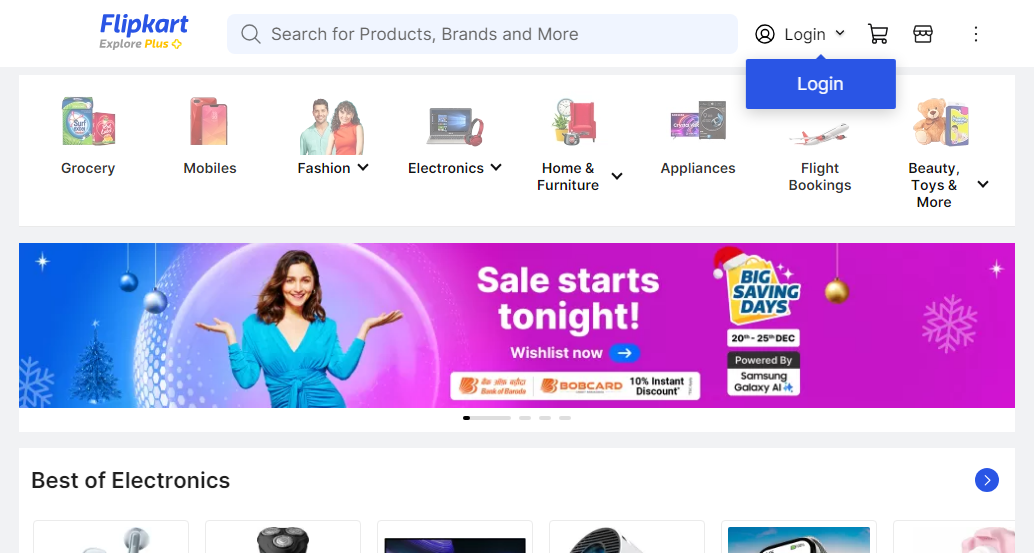 Flipkart
Explore Plus
Search for Products, Brands and More
Login
Login
Grocery
Mobiles
Fashion
Electronics
Home &
Furniture
Appliances
Flight
Bookings
Beauty,
Toys &
More
Sale starts
tonight!
Wishlist now
बैंक ऑफ़ बड़ौदा
Bank of Baroda
BOBCARD
10% Instant
Discount*
BIG
SAVING
DAYS
20th - 25th DEC
Powered By
Samsung
Galaxy AI
Best of Electronics